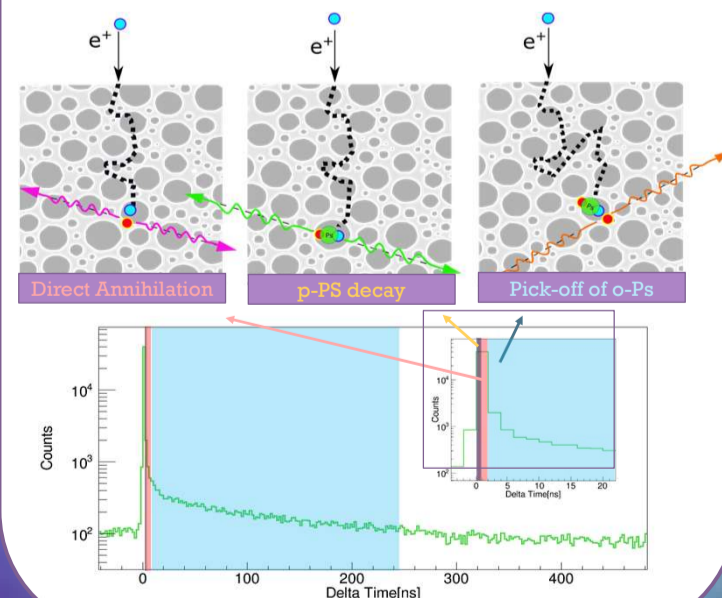 e+ e+ e+
Ps Ps
Direct Annihilation p-PS decay Pick-off of o-Ps
10⁴
10³
10²
Counts
0 100 200 300 400
Delta Time[ns]
10⁴
10³
10²
Counts
0 5 10 15 20
Delta Time[ns]